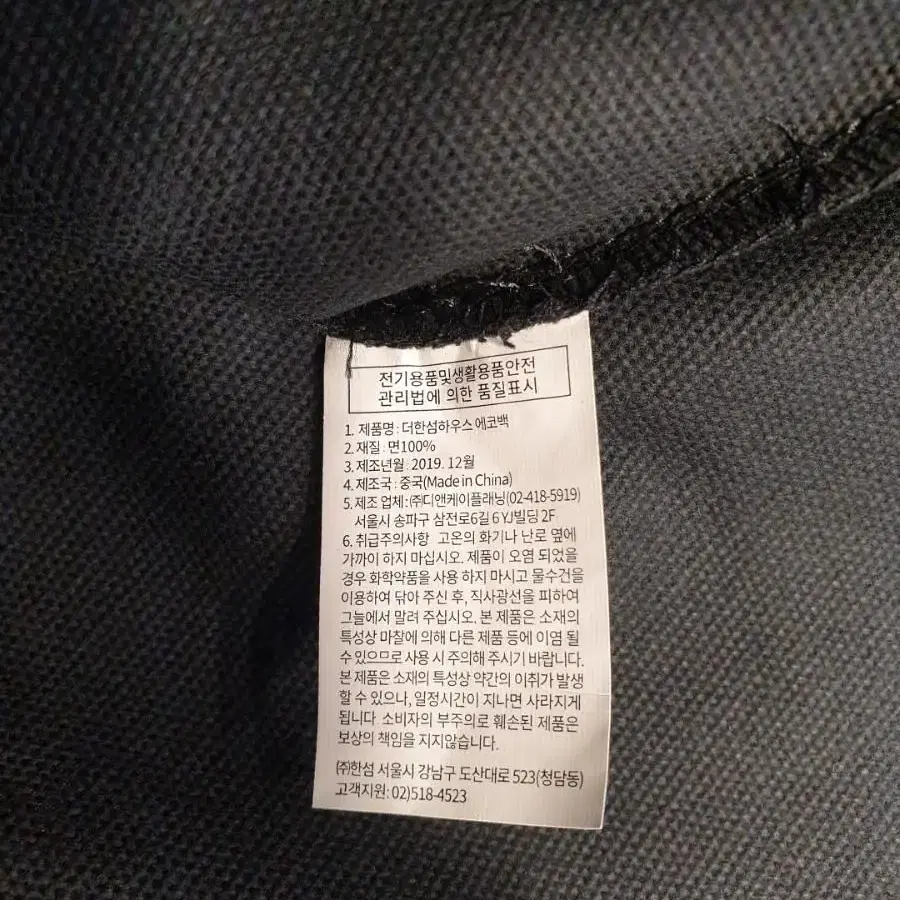 전기용품및생활용품안전
관리법에 의한 품질표시
1. 제품명 : 더한섬하우스 에코백
2. 재질 : 면100%
3. 제조년월 : 2019. 12월
4. 제조국 : 중국(Made in China)
5. 제조 업체 : (주)디앤케이플래닝(02-418-5919)
서울시 송파구 삼전로6길 6 YJ빌딩 2F
6. 취급주의사항 고온의 화기나 난로 옆에
가까이 하지 마십시오. 제품이 오염 되었을
경우 화학약품을 사용 하지 마시고 물수건을
이용하여 닦아 주신 후, 직사광선을 피하여
그늘에서 말려 주십시오. 본 제품은 소재의
특성상 마찰에 의해 다른 제품 등에 이염 될
수 있으므로 사용 시 주의해 주시기 바랍니다.
본 제품은 소재의 특성상 약간의 이취가 발생
할 수 있으나, 일정시간이 지나면 사라지게
됩니다. 소비자의 부주의로 훼손된 제품은
보상의 책임을 지지않습니다.
(주)한섬 서울시 강남구 도산대로 523(청담동)
고객지원 : 02)518-4523